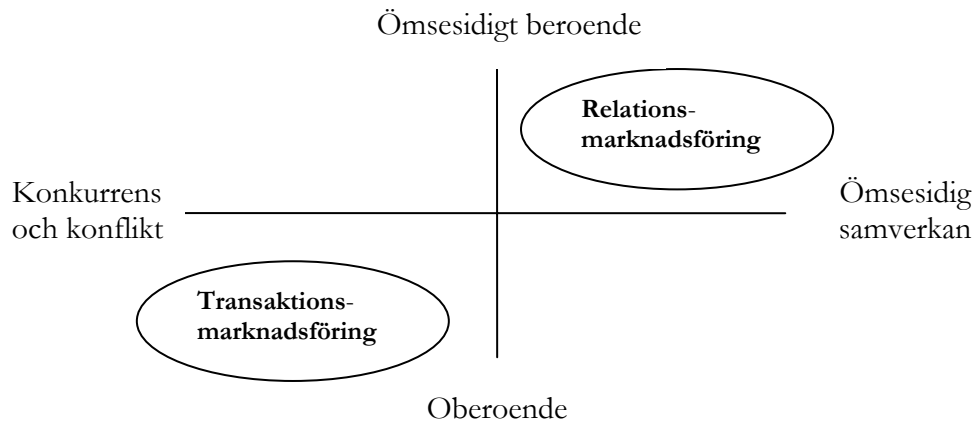 Ömsesidigt beroende
Relations-
marknadsföring
Konkurrens
och konflikt
Ömsesidig
samverkan
Transaktions-
marknadsföring
Oberoende